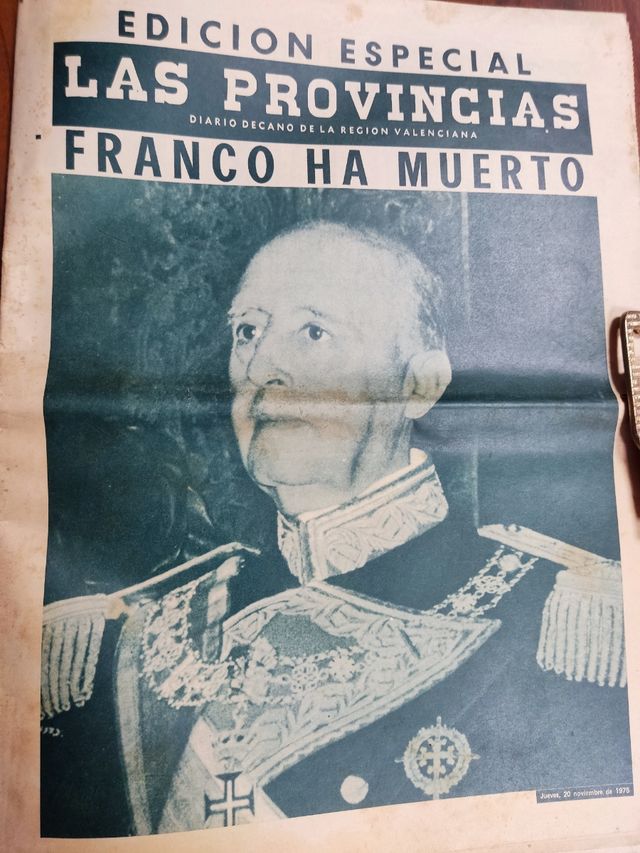 EDICION ESPECIAL
LAS PROVINCIAS
DIARIO DECANO DE LA REGION VALENCIANA
FRANCO HA MUERTO
Jueves, 20 noviembre de 1975